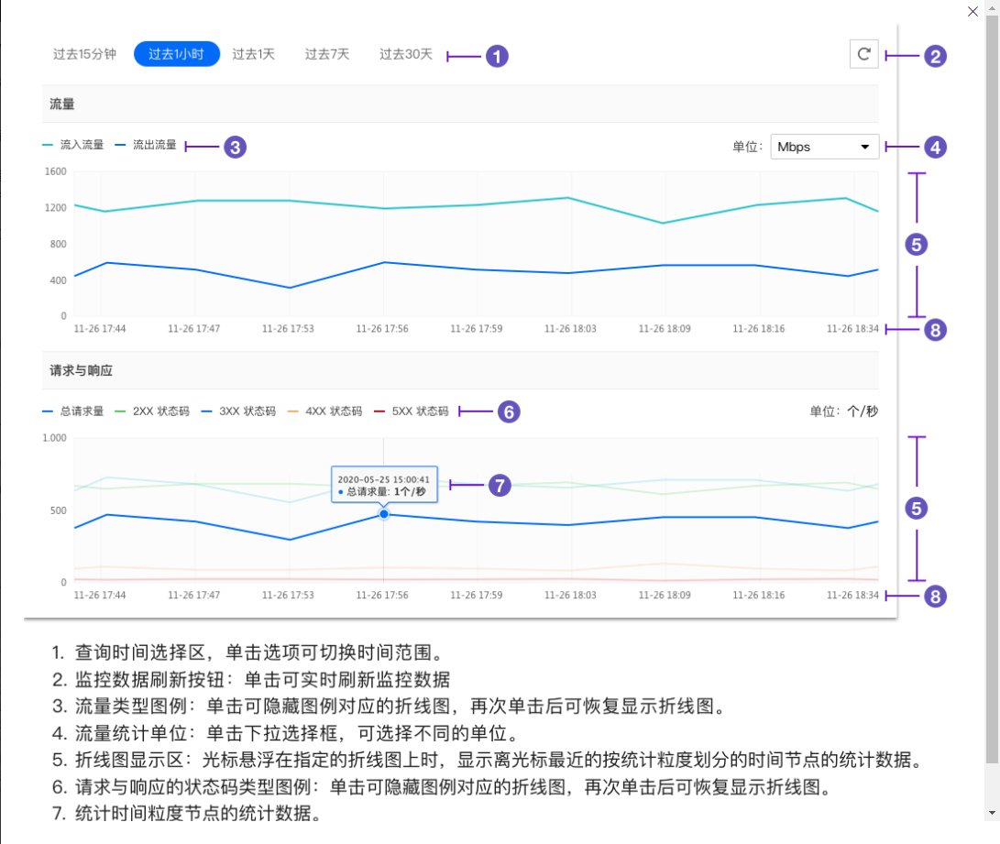 过去15分钟 过去1小时 过去1天 过去7天 过去30天 1 2
流量
流入流量 流出流量 3 单位: Mbps 4
1600
1200
800
400
0
5
11-26 17:44 11-26 17:47 11-26 17:53 11-26 17:56 11-26 17:59 11-26 18:03 11-26 18:09 11-26 18:16 11-26 18:34 8
请求与响应
总请求量 2XX 状态码 3XX 状态码 4XX 状态码 5XX 状态码 6 单位: 个/秒
1.000
500
0
2020-05-25 15:00:41
总请求量: 1个/秒
7
5
11-26 17:44 11-26 17:47 11-26 17:53 11-26 17:56 11-26 17:59 11-26 18:03 11-26 18:09 11-26 18:16 11-26 18:34 8
1. 查询时间选择区，单击选项可切换时间范围。
2. 监控数据刷新按钮：单击可实时刷新监控数据
3. 流量类型图例：单击可隐藏图例对应的折线图，再次单击后可恢复显示折线图。
4. 流量统计单位：单击下拉选择框，可选择不同的单位。
5. 折线图显示区：光标悬浮在指定的折线图上时，显示离光标最近的按统计粒度划分的时间节点的统计数据。
6. 请求与响应的状态码类型图例：单击可隐藏图例对应的折线图，再次单击后可恢复显示折线图。
7. 统计时间粒度节点的统计数据。